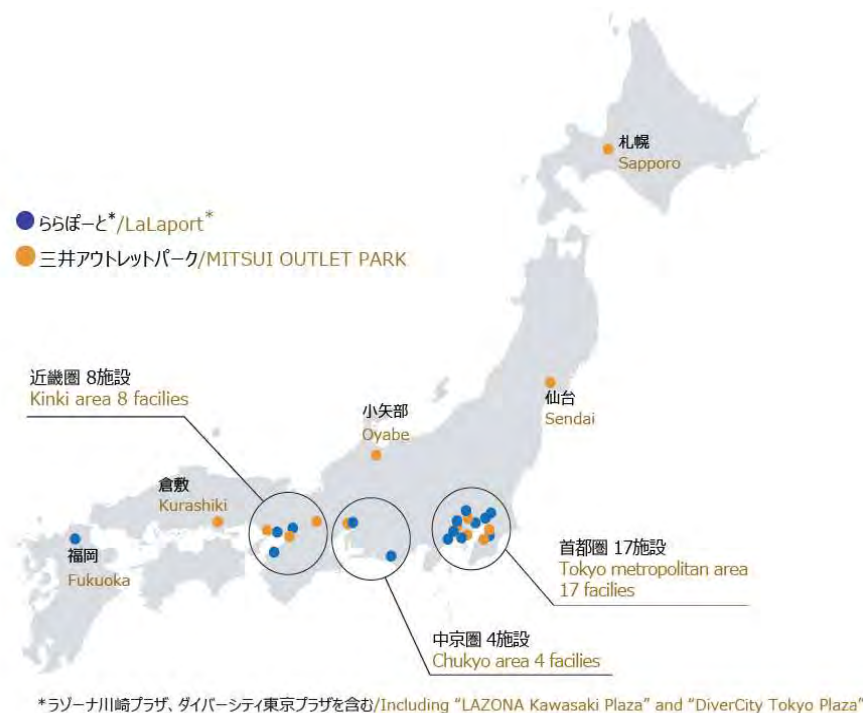 札幌
Sapporo
ららぽーと*/LaLaport*
三井アウトレットパーク/MITSUI OUTLET PARK
近畿圏 8施設
Kinki area 8 facilies
小矢部
Oyabe
仙台
Sendai
倉敷
Kurashiki
福岡
Fukuoka
首都圏 17施設
Tokyo metropolitan area
17 facilies
中京圏 4施設
Chukyo area 4 facilies
*ラゾーナ川崎プラザ、ダイバーシティ東京プラザを含む/Including “LAZONA Kawasaki Plaza” and “DiverCity Tokyo Plaza”